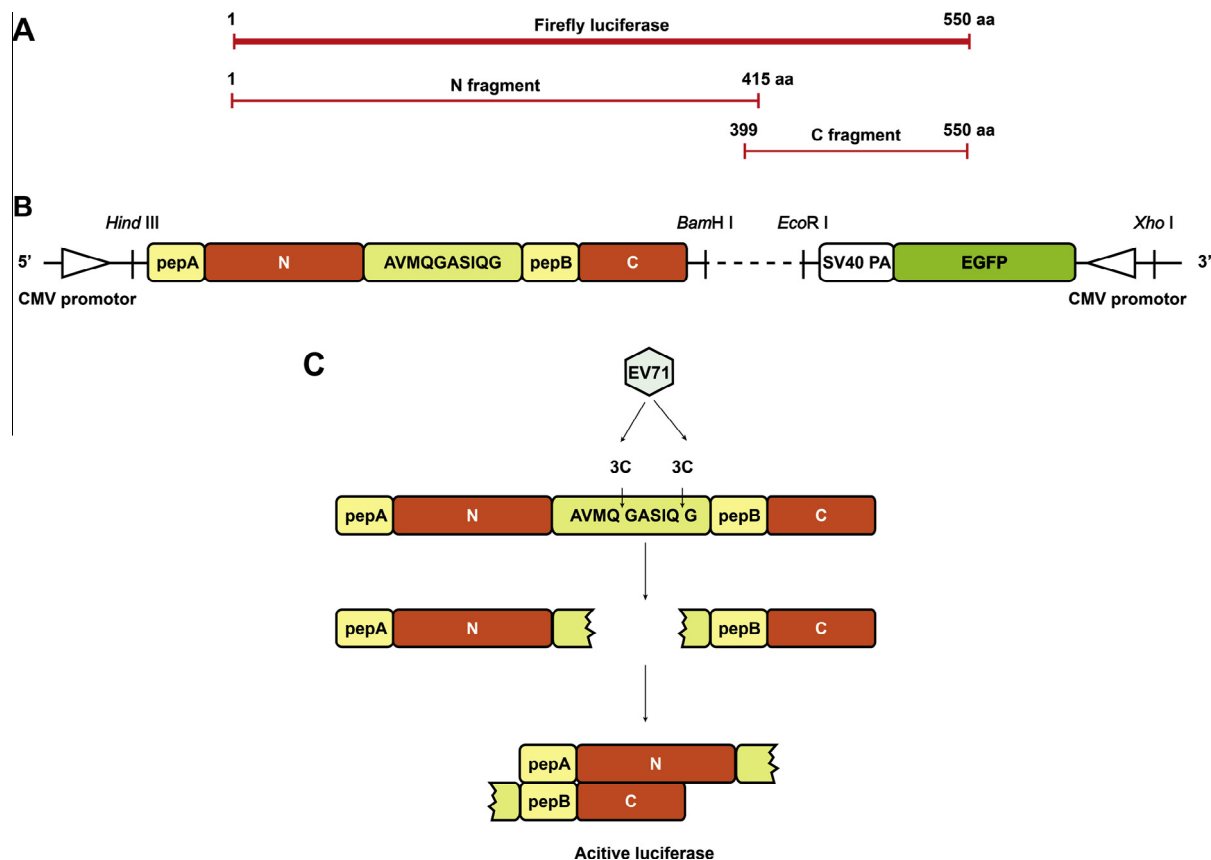 A
1 Firefly luciferase 550 aa
1 N fragment 415 aa
399 C fragment 550 aa
B
Hind III BamH I EcoR I Xho I
5’ pepA N AVMQGASIQG pepB C SV40 PA EGFP 3’
CMV promotor CMV promotor
C
EV71
3C 3C
pepA N AVMQ GASIQ G pepB C
pepA N pepB C
pepA N
pepB C
Acitive luciferase